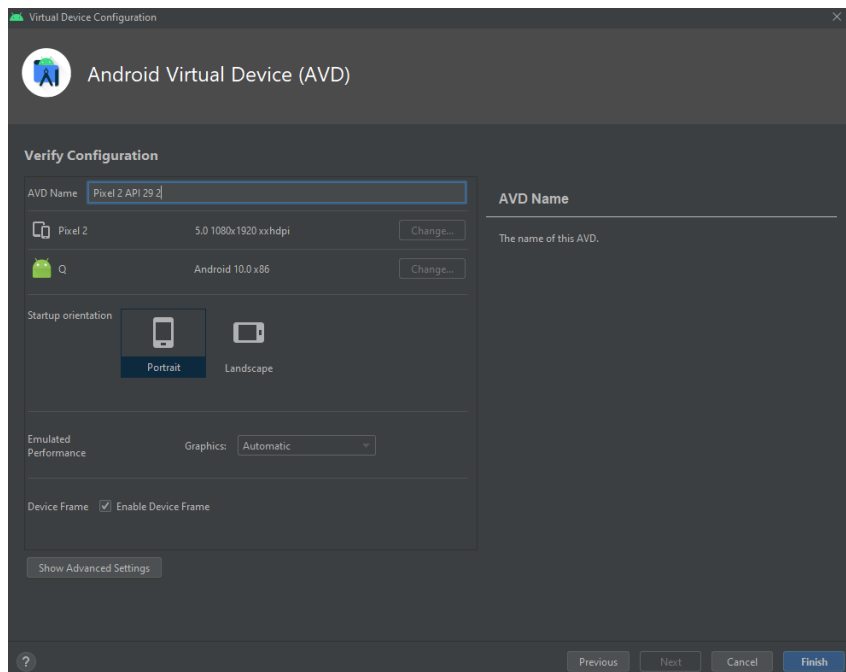 Virtual Device Configuration
Android Virtual Device (AVD)
Verify Configuration
AVD Name Pixel 2 API 29 2
Pixel 2 5.0 1080x1920 xxhdpi Change...
Q Android 10.0 x86 Change...
Startup orientation
Portrait Landscape
Emulated
Performance
Graphics: Automatic
Device Frame Enable Device Frame
Show Advanced Settings
AVD Name
The name of this AVD.
? Previous Next Cancel Finish